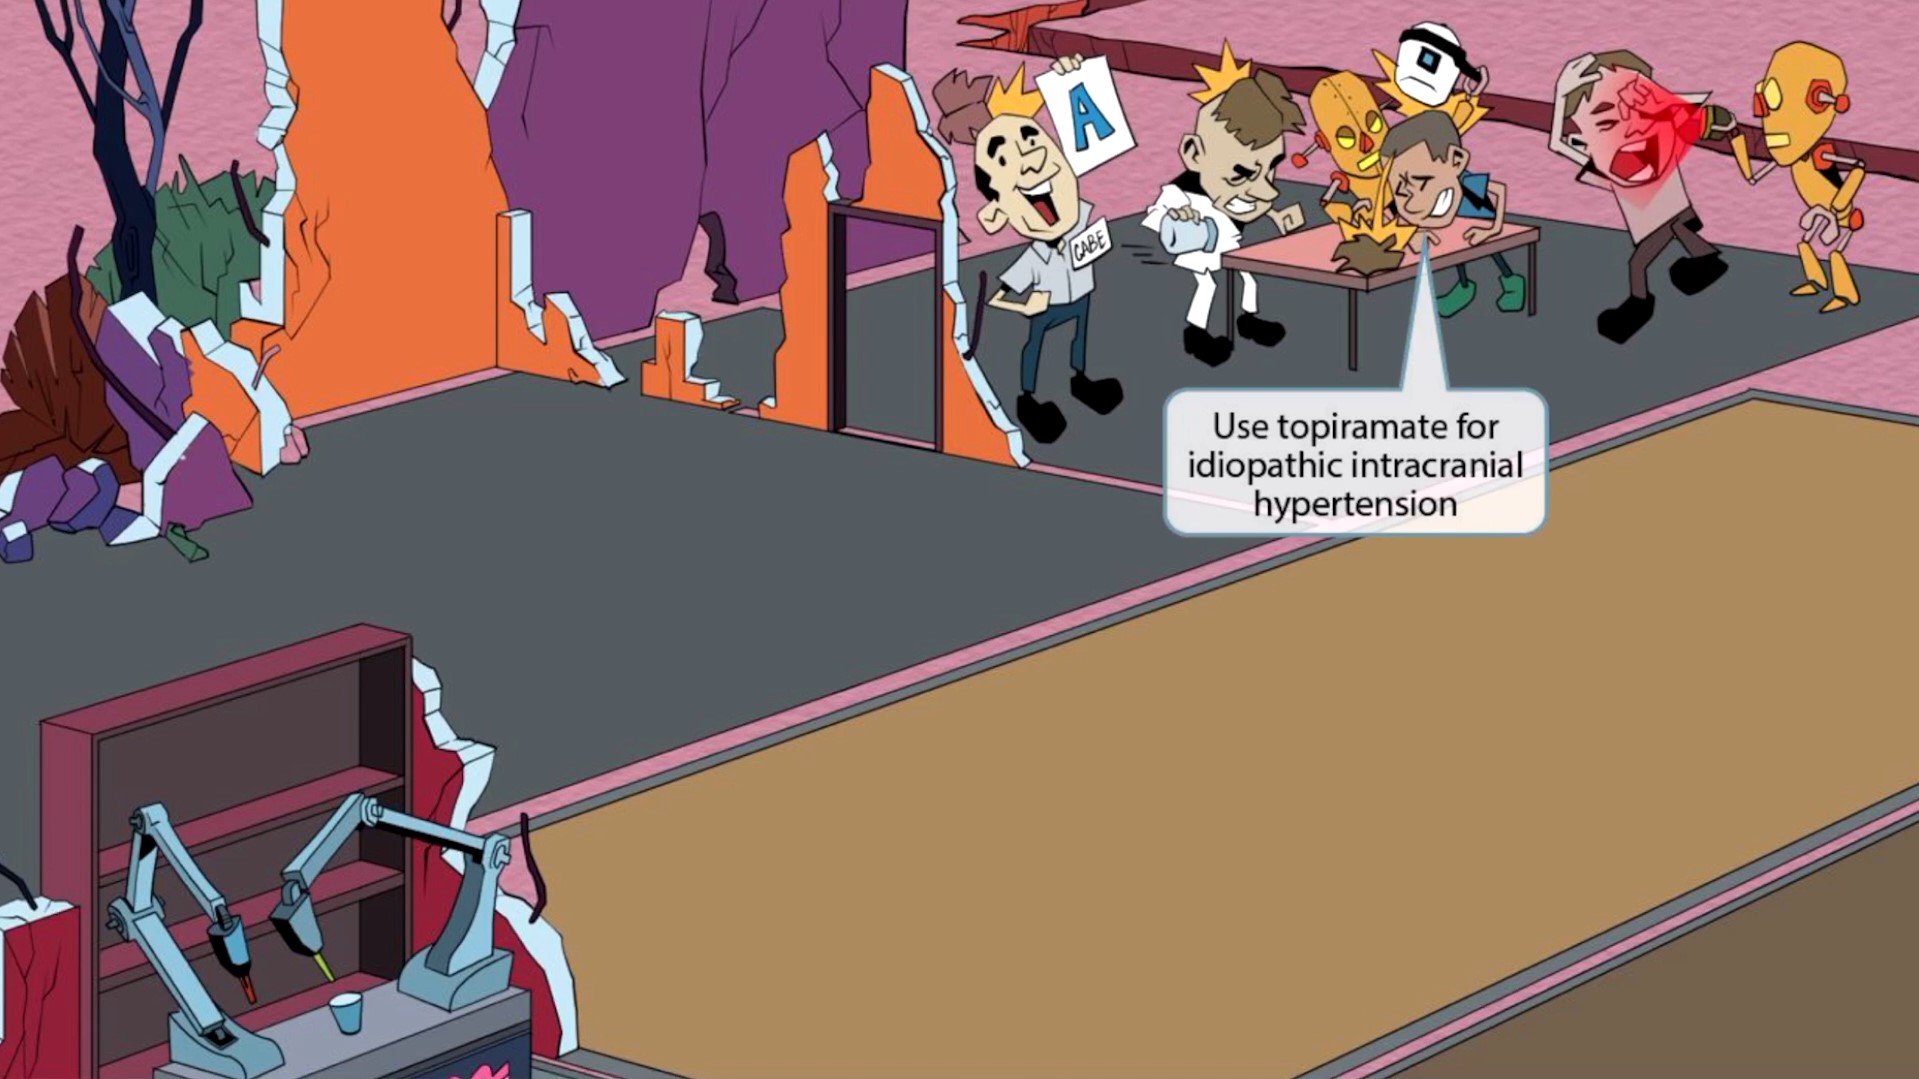 A
GABE
Use topiramate for
idiopathic intracranial
hypertension